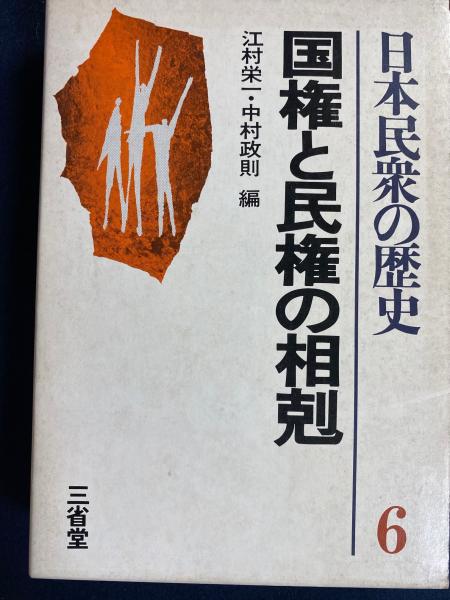 日本民衆の歴史
6
国権と民権の相剋
江村栄一・中村政則 編
三省堂